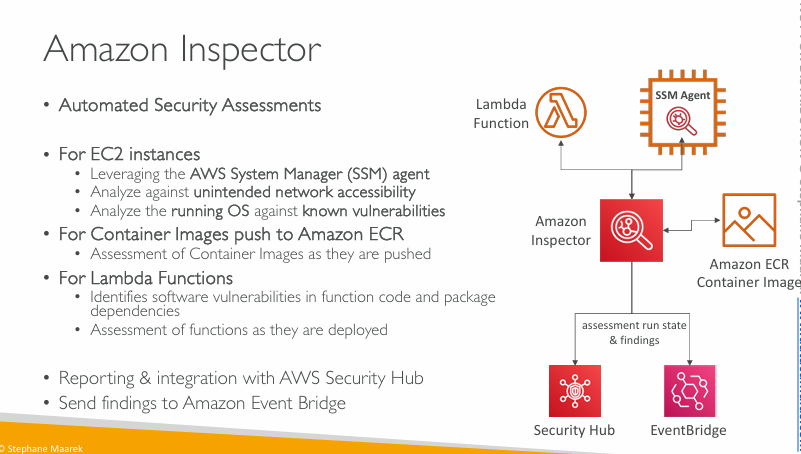 Amazon Inspector
• Automated Security Assessments
• For EC2 instances
• Leveraging the AWS System Manager (SSM) agent
• Analyze against unintended network accessibility
• Analyze the running OS against known vulnerabilities
• For Container Images push to Amazon ECR
• Assessment of Container Images as they are pushed
• For Lambda Functions
• Identifies software vulnerabilities in function code and package
dependencies
• Assessment of functions as they are deployed
• Reporting & integration with AWS Security Hub
• Send findings to Amazon Event Bridge
Lambda
Function
SSM Agent
Amazon
Inspector
Amazon ECR
Container Image
assessment run state
& findings
Security Hub
EventBridge
© Stephane Maarek